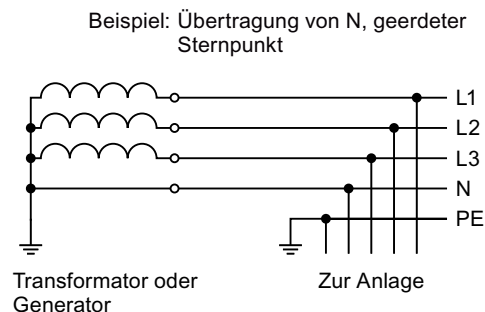 Beispiel: Übertragung von N, geerdeter
Sternpunkt
L1
L2
L3
N
PE
Transformator oder
Generator
Zur Anlage